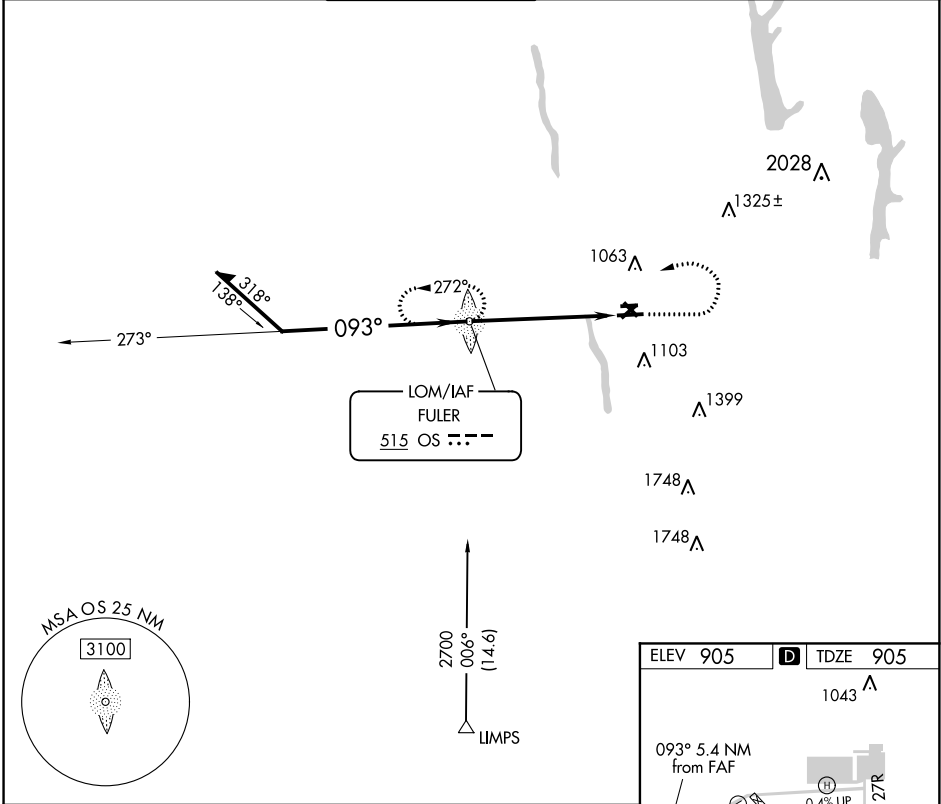 2028
1325±
1063
272°
318°
138°
093°
273°
1103
LOM/IAF
FULER
515 OS
1399
1748
1748
MSA OS 25 NM
3100
2700
006°
(14.6)
LIMPS
ELEV 905
D
TDZE 905
1043
093° 5.4 NM
from FAF
H
27R
0.4% UP